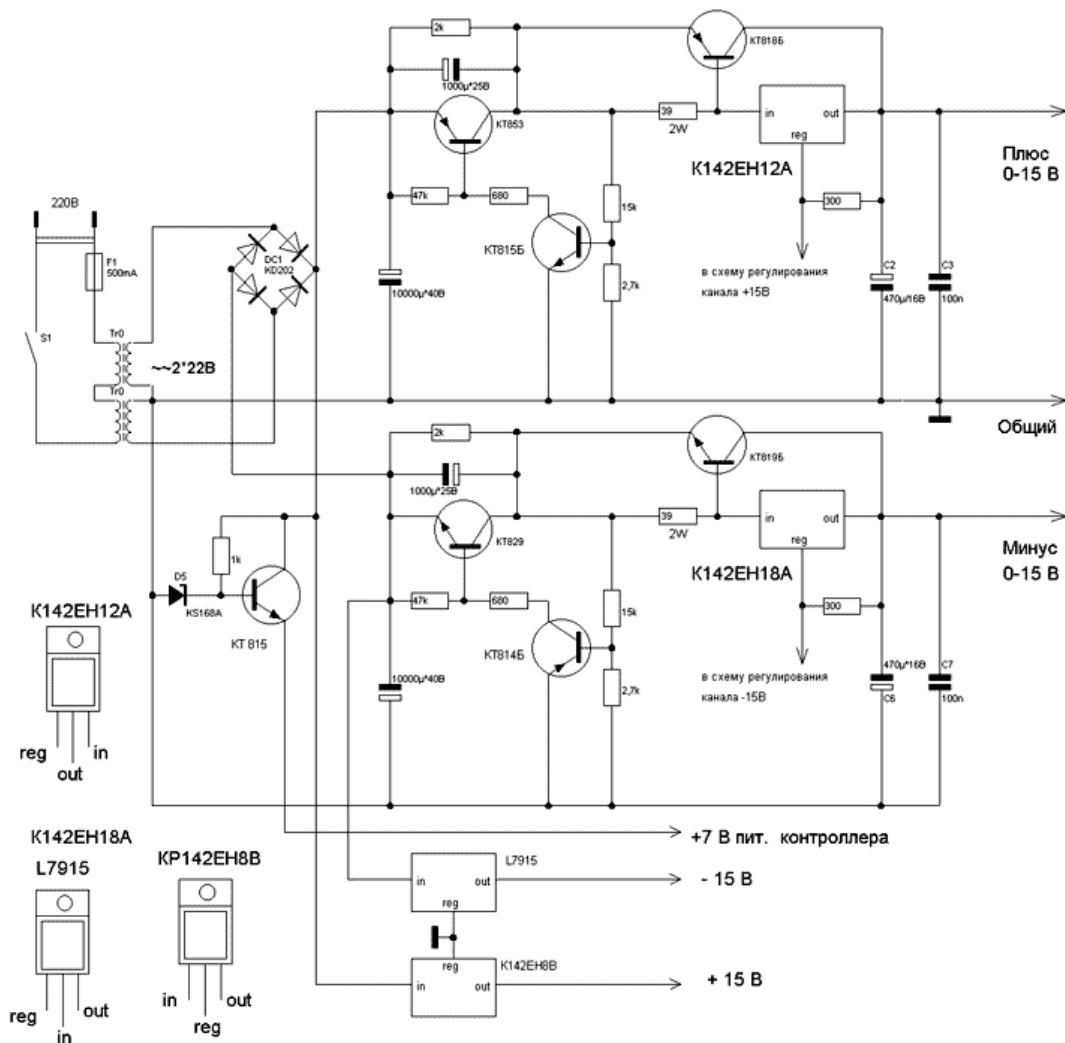 2k
1000µ*25В
КТ853
КТ818Б
39
2W
in
out
reg
К142ЕН12А
Плюс
0-15 В
47k
680
15k
КТ815Б
2,7k
300
в схему регулирования
канала +15В
C2
470µ/16В
C3
100n
220В
F1
500mA
DC1
KD202
10000µ*40В
S1
Tr0
Tr0
~~2*22В
Общий
2k
1000µ*25В
КТ829
КТ819Б
39
2W
in
out
reg
К142ЕН18А
Минус
0-15 В
1k
D5
KS168A
КТ 815
47k
680
15k
КТ814Б
2,7k
300
в схему регулирования
канала -15В
470µ*16В
C6
C7
100n
10000µ*40В
К142ЕН12А
reg
out
in
+7 В пит. контроллера
L7915
in
out
reg
- 15 В
К142ЕН8В
reg
in
out
+ 15 В
К142ЕН18А
L7915
reg
in
out
КР142ЕН8В
in
reg
out